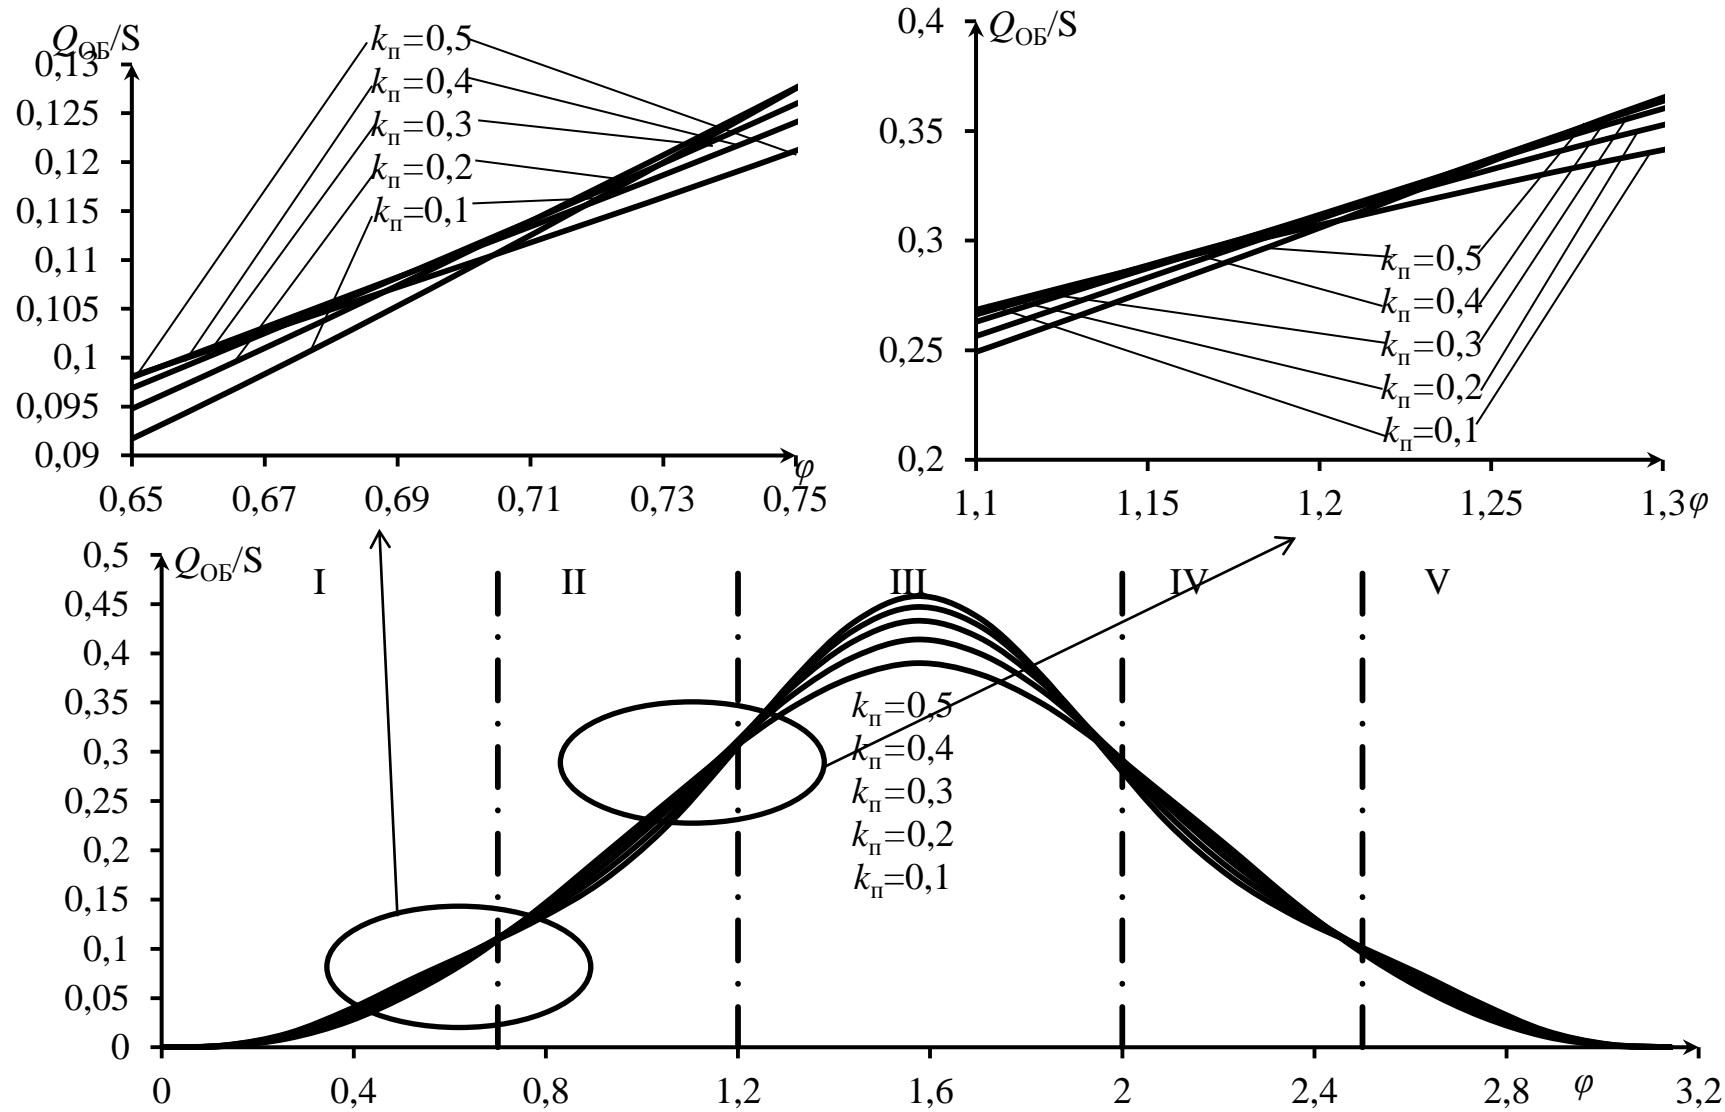 Q_ОБ/S
0,13
0,125
0,12
0,115
0,11
0,105
0,1
0,095
0,09
k_п=0,5
k_п=0,4
k_п=0,3
k_п=0,2
k_п=0,1
φ
0,65 0,67 0,69 0,71 0,73 0,75
Q_ОБ/S
0,4
0,35
0,3
0,25
0,2
k_п=0,5
k_п=0,4
k_п=0,3
k_п=0,2
k_п=0,1
1,1 1,15 1,2 1,25 1,3 φ
Q_ОБ/S
I II III IV V
0,5
0,45
0,4
0,35
0,3
0,25
0,2
0,15
0,1
0,05
0
k_п=0,5
k_п=0,4
k_п=0,3
k_п=0,2
k_п=0,1
0 0,4 0,8 1,2 1,6 2 2,4 2,8 φ 3,2